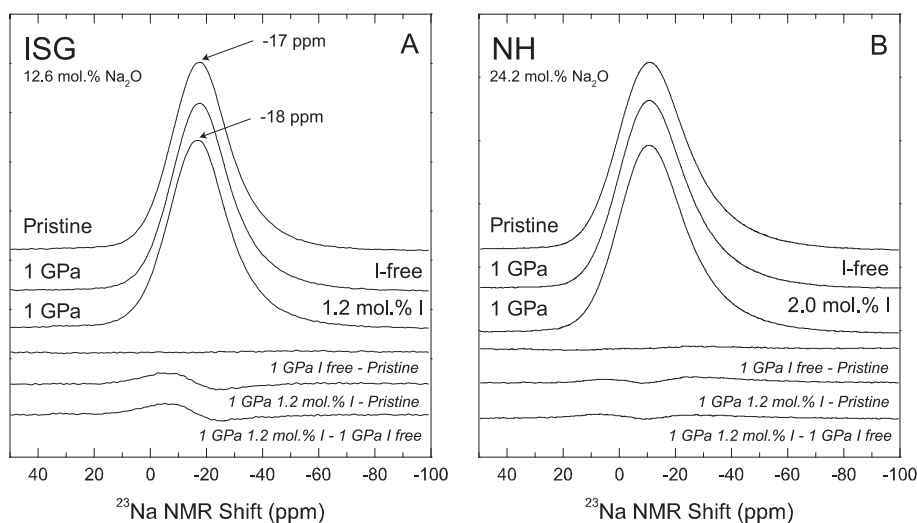 ISG
A
12.6 mol.% Na₂O
-17 ppm
-18 ppm
Pristine
1 GPa
I-free
1 GPa
1.2 mol.% I
1 GPa I free - Pristine
1 GPa 1.2 mol.% I - Pristine
1 GPa 1.2 mol.% I - 1 GPa I free
40 20 0 -20 -40 -60 -80 -100
²³Na NMR Shift (ppm)
NH
B
24.2 mol.% Na₂O
Pristine
1 GPa
I-free
1 GPa
2.0 mol.% I
1 GPa I free - Pristine
1 GPa 1.2 mol.% I - Pristine
1 GPa 1.2 mol.% I - 1 GPa I free
40 20 0 -20 -40 -60 -80 -100
²³Na NMR Shift (ppm)